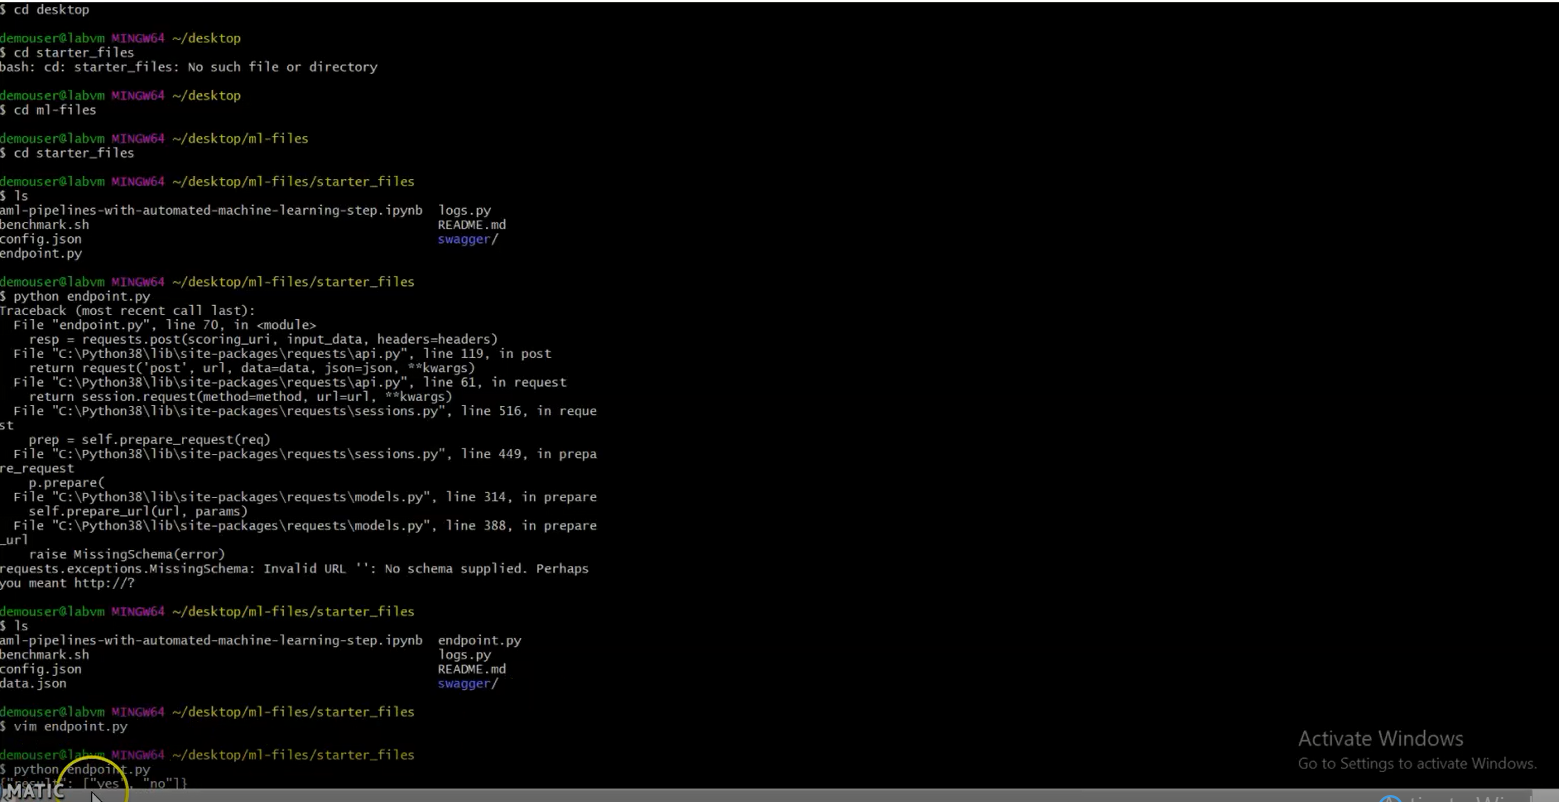 $ cd desktop
demouser@labvm MINGW64 ~/desktop
$ cd starter_files
bash: cd: starter_files: No such file or directory
demouser@labvm MINGW64 ~/desktop
$ cd ml-files
demouser@labvm MINGW64 ~/desktop/ml-files
$ cd starter_files
demouser@labvm MINGW64 ~/desktop/ml-files/starter_files
$ ls
aml-pipelines-with-automated-machine-learning-step.ipynb logs.py
benchmark.sh README.md
config.json swagger/
endpoint.py
demouser@labvm MINGW64 ~/desktop/ml-files/starter_files
$ python endpoint.py
Traceback (most recent call last):
File "endpoint.py", line 70, in <module>
resp = requests.post(scoring_uri, input_data, headers=headers)
File "C:\Python38\lib\site-packages\requests\api.py", line 119, in post
return request('post', url, data=data, json=json, **kwargs)
File "C:\Python38\lib\site-packages\requests\api.py", line 61, in request
return session.request(method=method, url=url, **kwargs)
File "C:\Python38\lib\site-packages\requests\sessions.py", line 516, in reque
st
prep = self.prepare_request(req)
File "C:\Python38\lib\site-packages\requests\sessions.py", line 449, in prepa
re_request
p.prepare(
File "C:\Python38\lib\site-packages\requests\models.py", line 314, in prepare
self.prepare_url(url, params)
File "C:\Python38\lib\site-packages\requests\models.py", line 388, in prepare
_url
raise MissingSchema(error)
requests.exceptions.MissingSchema: Invalid URL '': No schema supplied. Perhaps
you meant http://?
demouser@labvm MINGW64 ~/desktop/ml-files/starter_files
$ ls
aml-pipelines-with-automated-machine-learning-step.ipynb endpoint.py
benchmark.sh logs.py
config.json README.md
data.json swagger/
demouser@labvm MINGW64 ~/desktop/ml-files/starter_files
$ vim endpoint.py
demouser@labvm MINGW64 ~/desktop/ml-files/starter_files
$ python endpoint.py
{"result": ["yes", "no"]}
MATIC
Activate Windows
Go to Settings to activate Windows.